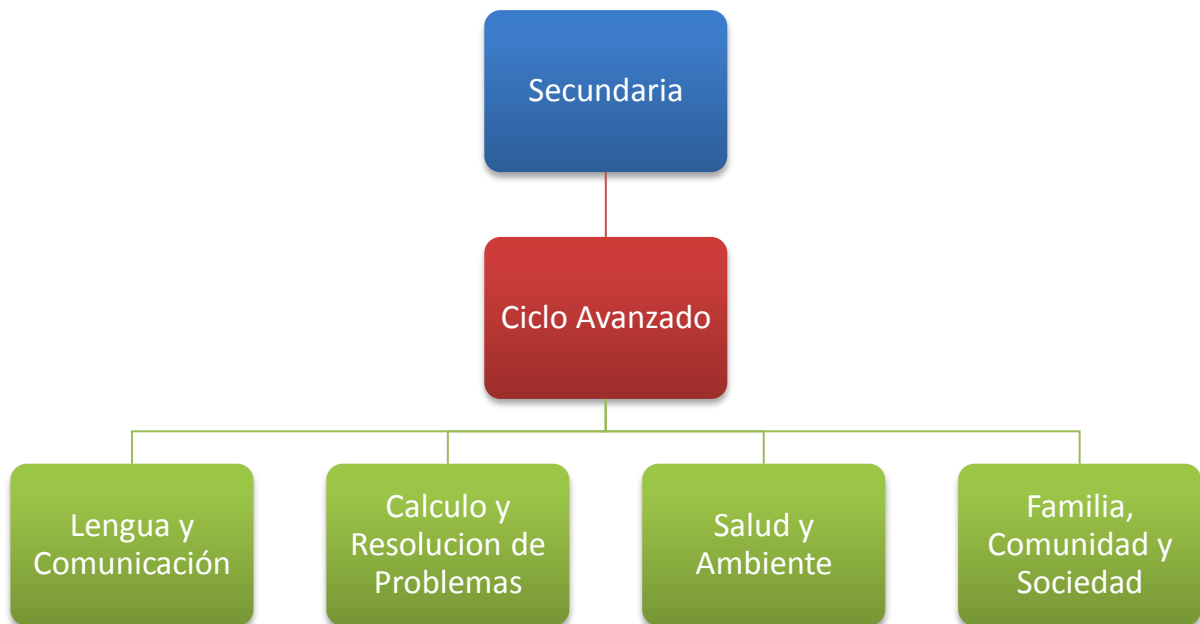 Secundaria
Ciclo Avanzado
Lengua y
Comunicación
Calculo y
Resolucion de
Problemas
Salud y
Ambiente
Familia,
Comunidad y
Sociedad